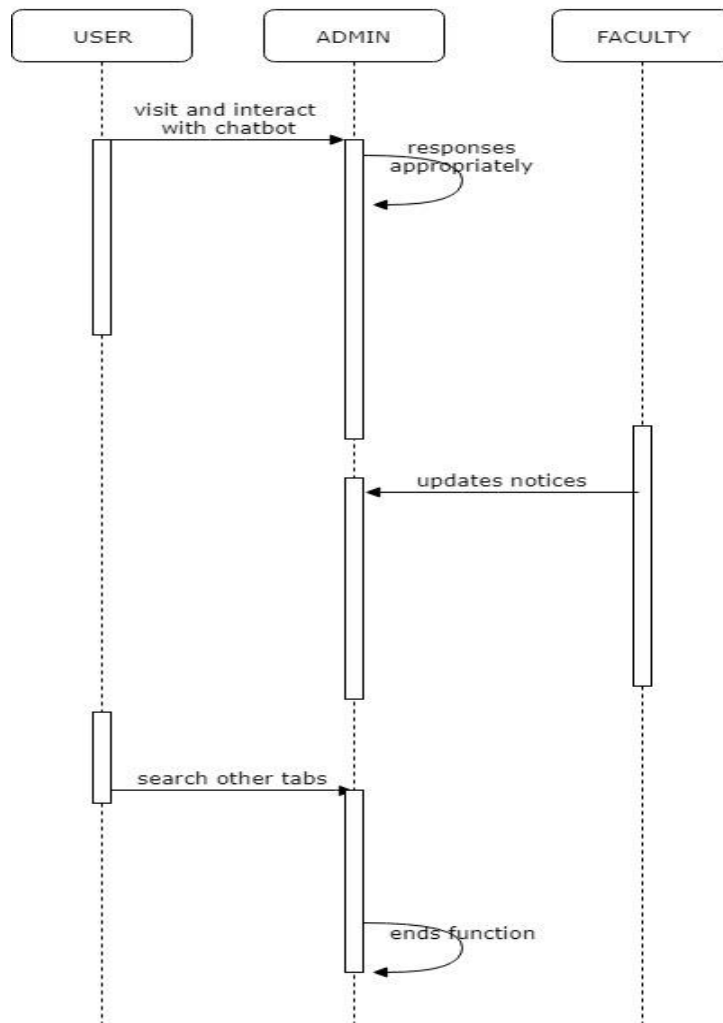 USER
ADMIN
FACULTY
visit and interact
with chatbot
responses
appropriately
updates notices
search other tabs
ends function